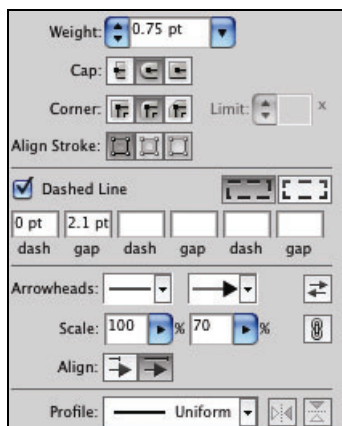 Weight: 0.75 pt
Cap:
Corner: Limit: x
Align Stroke:
Dashed Line
0 pt 2.1 pt
dash gap dash gap dash gap
Arrowheads:
Scale: 100 % 70 %
Align:
Profile: Uniform